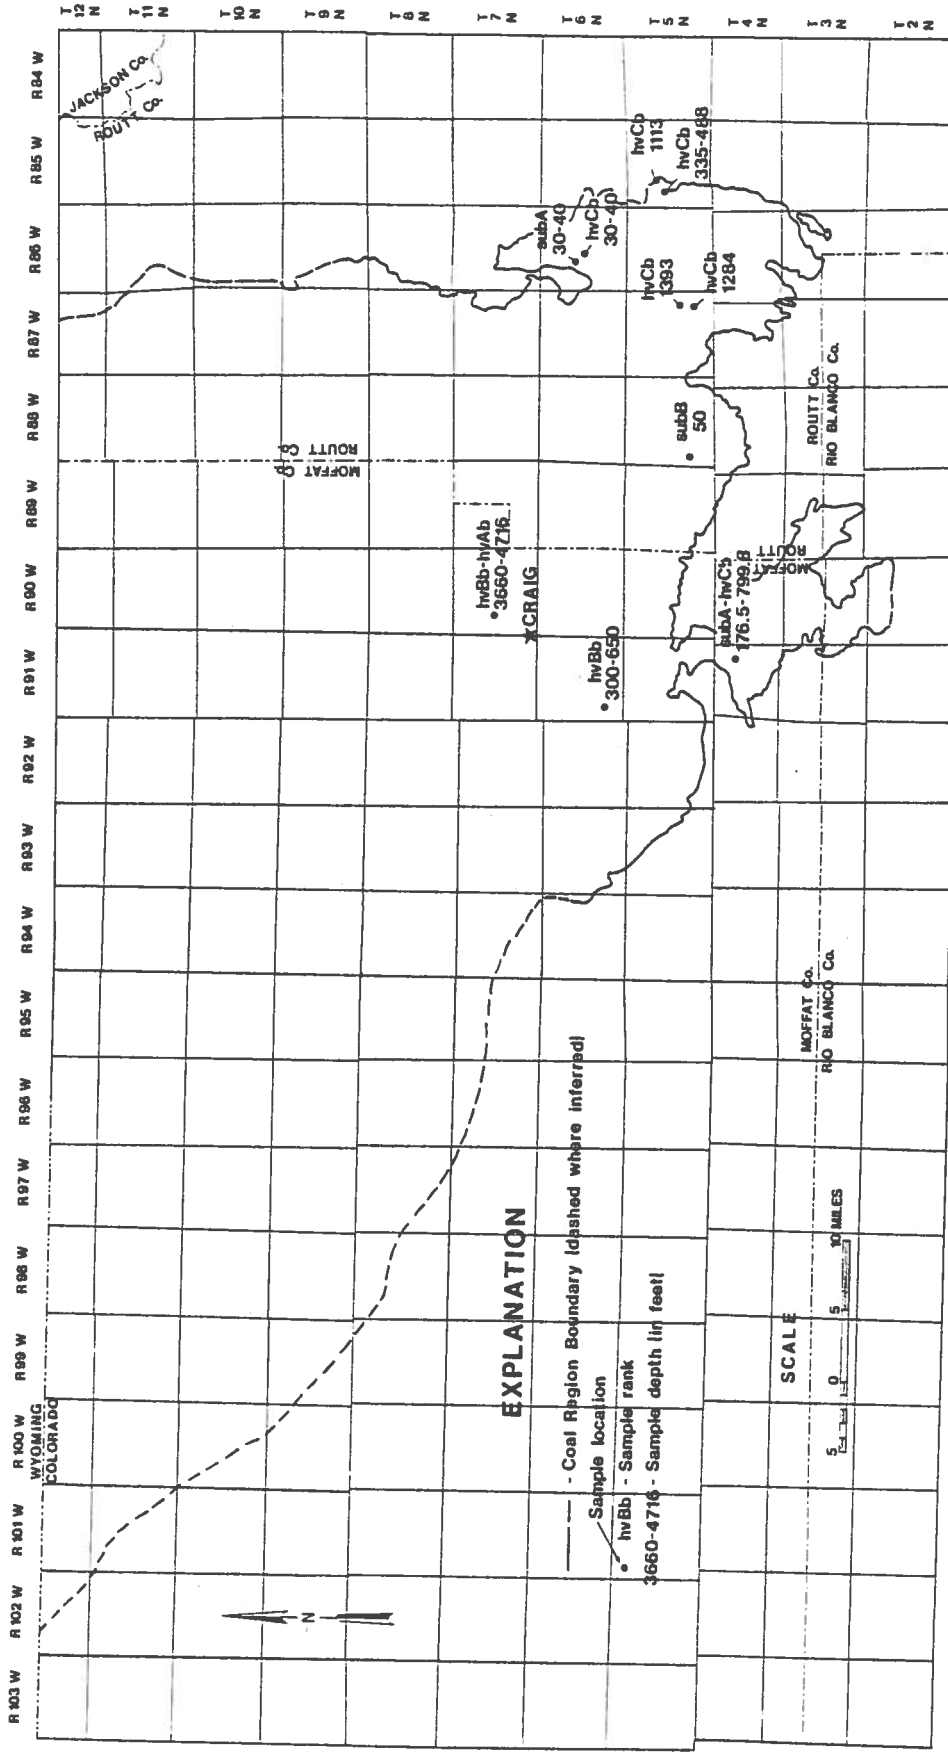 R 103 W
R 102 W
R 101 W
R 100 W
R 99 W
R 98 W
R 97 W
R 96 W
R 95 W
R 94 W
R 93 W
R 92 W
R 91 W
R 90 W
R 89 W
R 88 W
R 87 W
R 86 W
R 85 W
R 84 W
WYOMING
COLORADO
T 12 N
T 11 N
T 10 N
T 9 N
T 8 N
T 7 N
T 6 N
T 5 N
T 4 N
T 3 N
T 2 N
JACKSON Co.
ROUTT Co.
MOFFAT Co
ROUTT Co
hvBb-hvAb
3660-4716
CRAIG
hvBb
300-650
subA
30-40
hvCb
30-40
hvCb
1113
hvCb
335-488
hvCb
1393
hvCb
1284
subB
50
subA-hvCb
176.5-799.8
MOFFAT
ROUTT
ROUTT Co.
RIO BLANCO Co.
MOFFAT Co.
RIO BLANCO Co.
N
EXPLANATION
- Coal Region Boundary (dashed where inferred)
Sample location
hvBb - Sample rank
3660-4716 - Sample depth (in feet)
SCALE
5 0 5 10 MILES